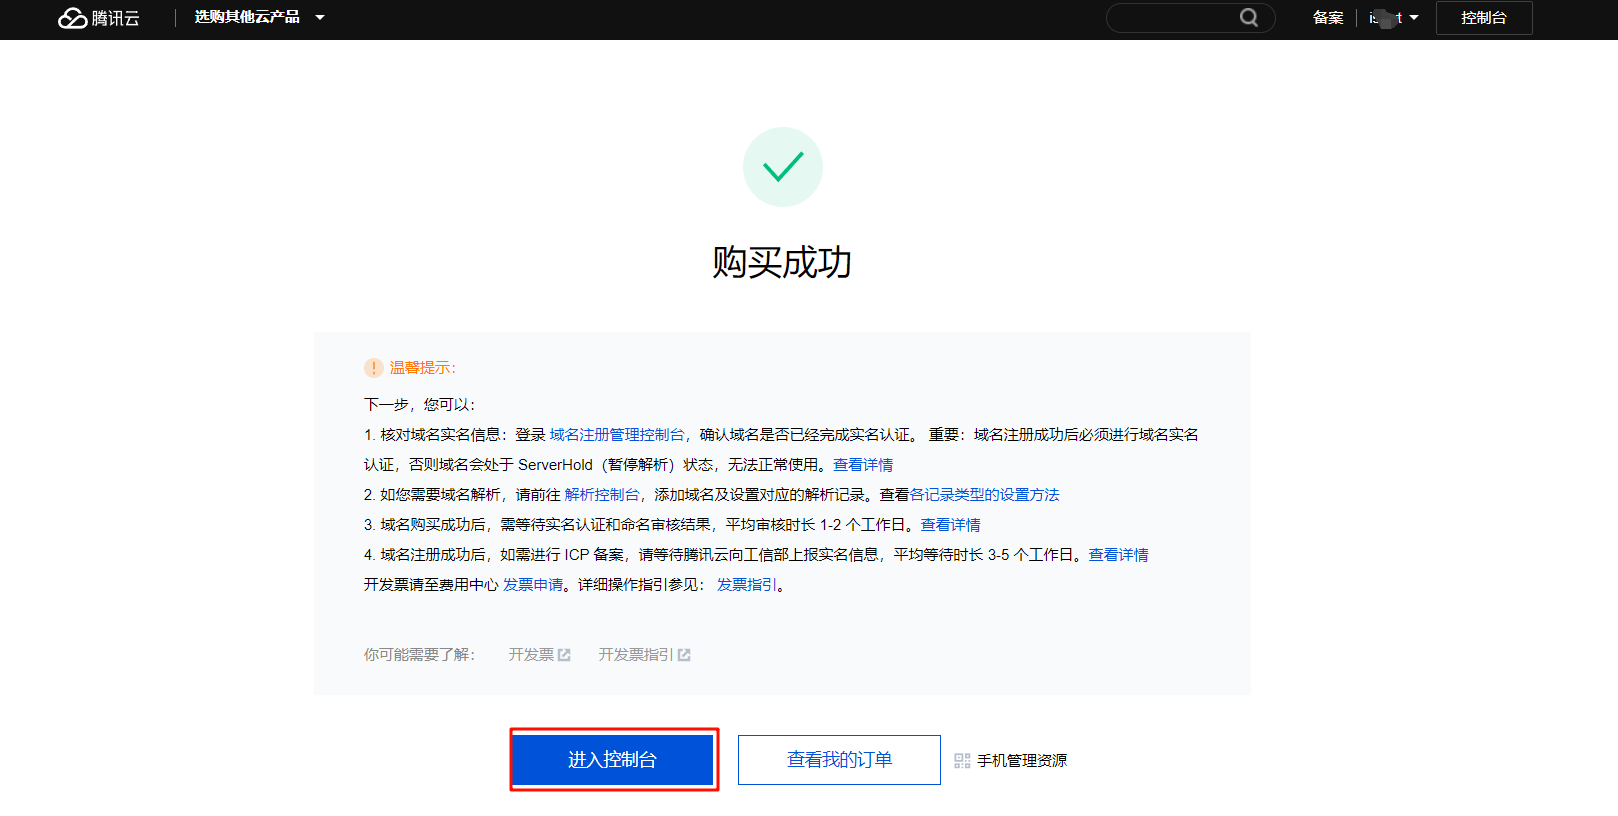 腾讯云 选购其他云产品 备案 控制台
购买成功
温馨提示：
下一步，您可以：
1. 核对域名实名信息：登录 域名注册管理控制台，确认域名是否已经完成实名认证。 重要：域名注册成功后必须进行域名实名
认证，否则域名会处于 ServerHold（暂停解析）状态，无法正常使用。查看详情
2. 如您需要域名解析，请前往 解析控制台，添加域名及设置对应的解析记录。查看各记录类型的设置方法
3. 域名购买成功后，需等待实名认证和命名审核结果，平均审核时长 1-2 个工作日。查看详情
4. 域名注册成功后，如需进行 ICP 备案，请等待腾讯云向工信部上报实名信息，平均等待时长 3-5 个工作日。查看详情
开发票请至费用中心 发票申请。详细操作指引参见： 发票指引。
你可能需要了解： 开发票 开发票指引
进入控制台 查看我的订单 手机管理资源